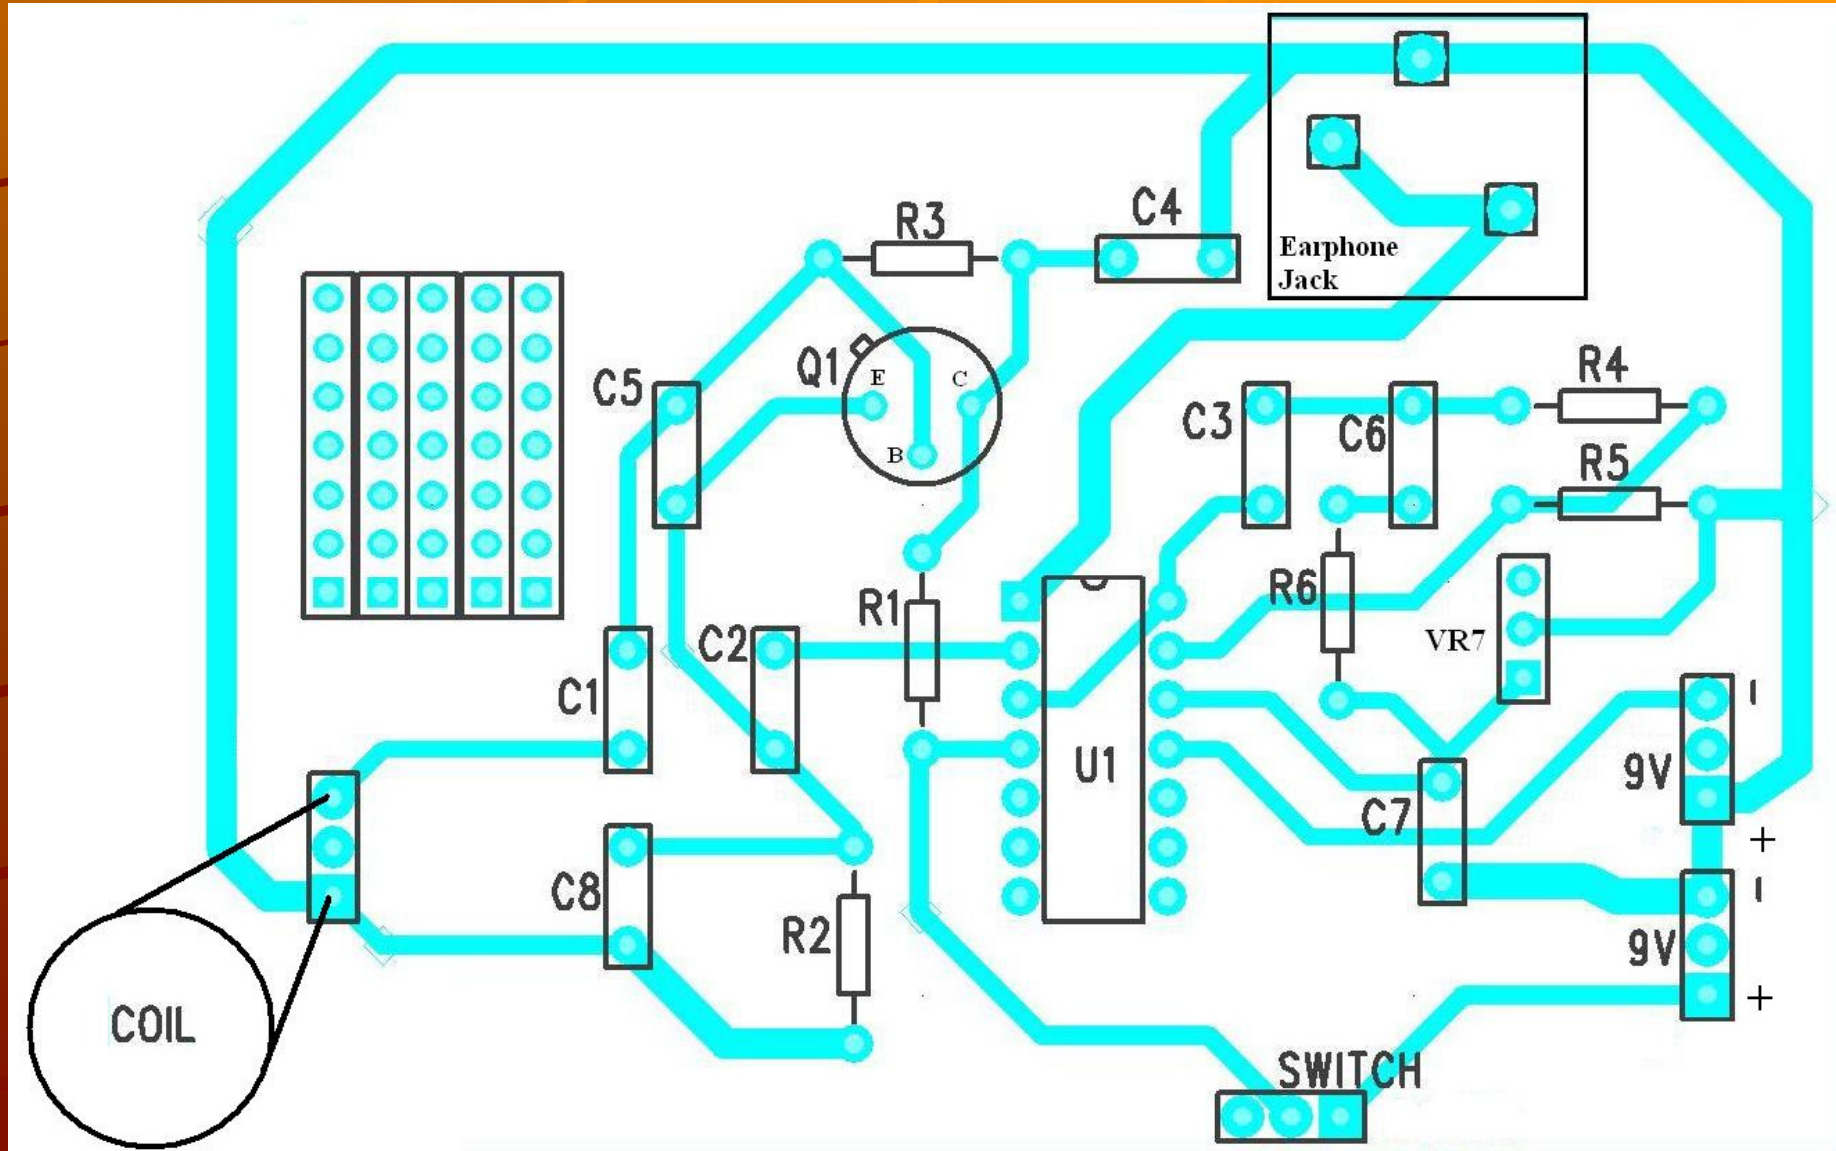 C4
R3
Earphone
Jack
Q1
E
C
B
C5
R4
C3
C6
R5
R1
R6
C2
VR7
C1
U1
-
9V
+
C7
-
C8
R2
9V
+
COIL
SWITCH